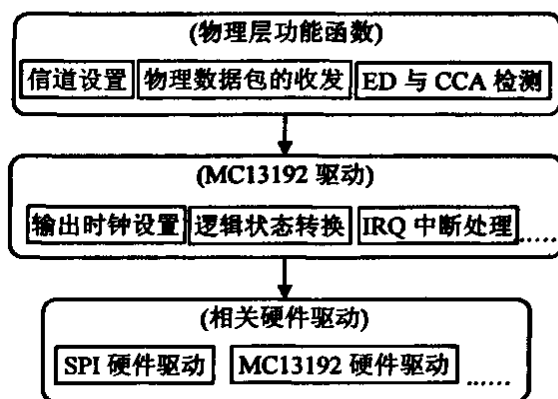 (物理层功能函数)
信道设置 物理数据包的收发 ED 与 CCA 检测
(MC13192 驱动)
输出时钟设置 逻辑状态转换 IRQ 中断处理 ......
(相关硬件驱动)
SPI 硬件驱动 MC13192 硬件驱动 ......